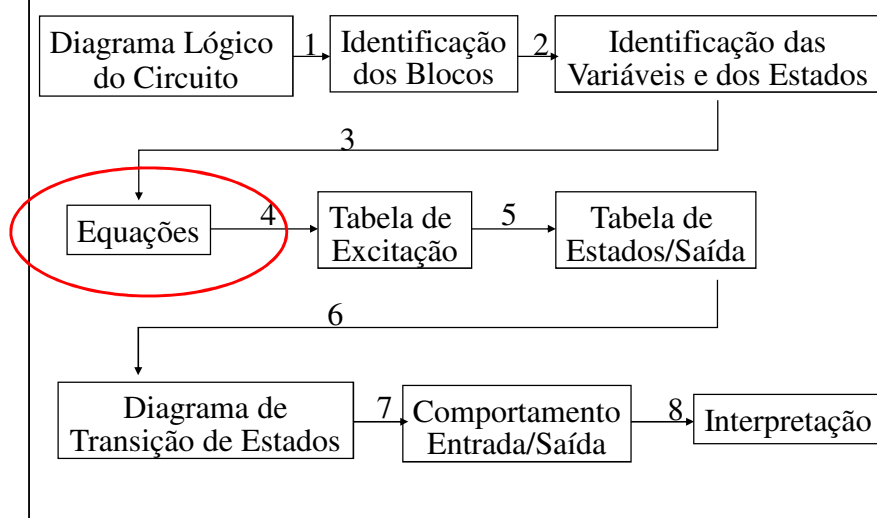 Diagrama Lógico
do Circuito
1
Identificação
dos Blocos
2
Identificação das
Variáveis e dos Estados
3
Equações
4
Tabela de
Excitação
5
Tabela de
Estados/Saída
6
Diagrama de
Transição de Estados
7
Comportamento
Entrada/Saída
8
Interpretação